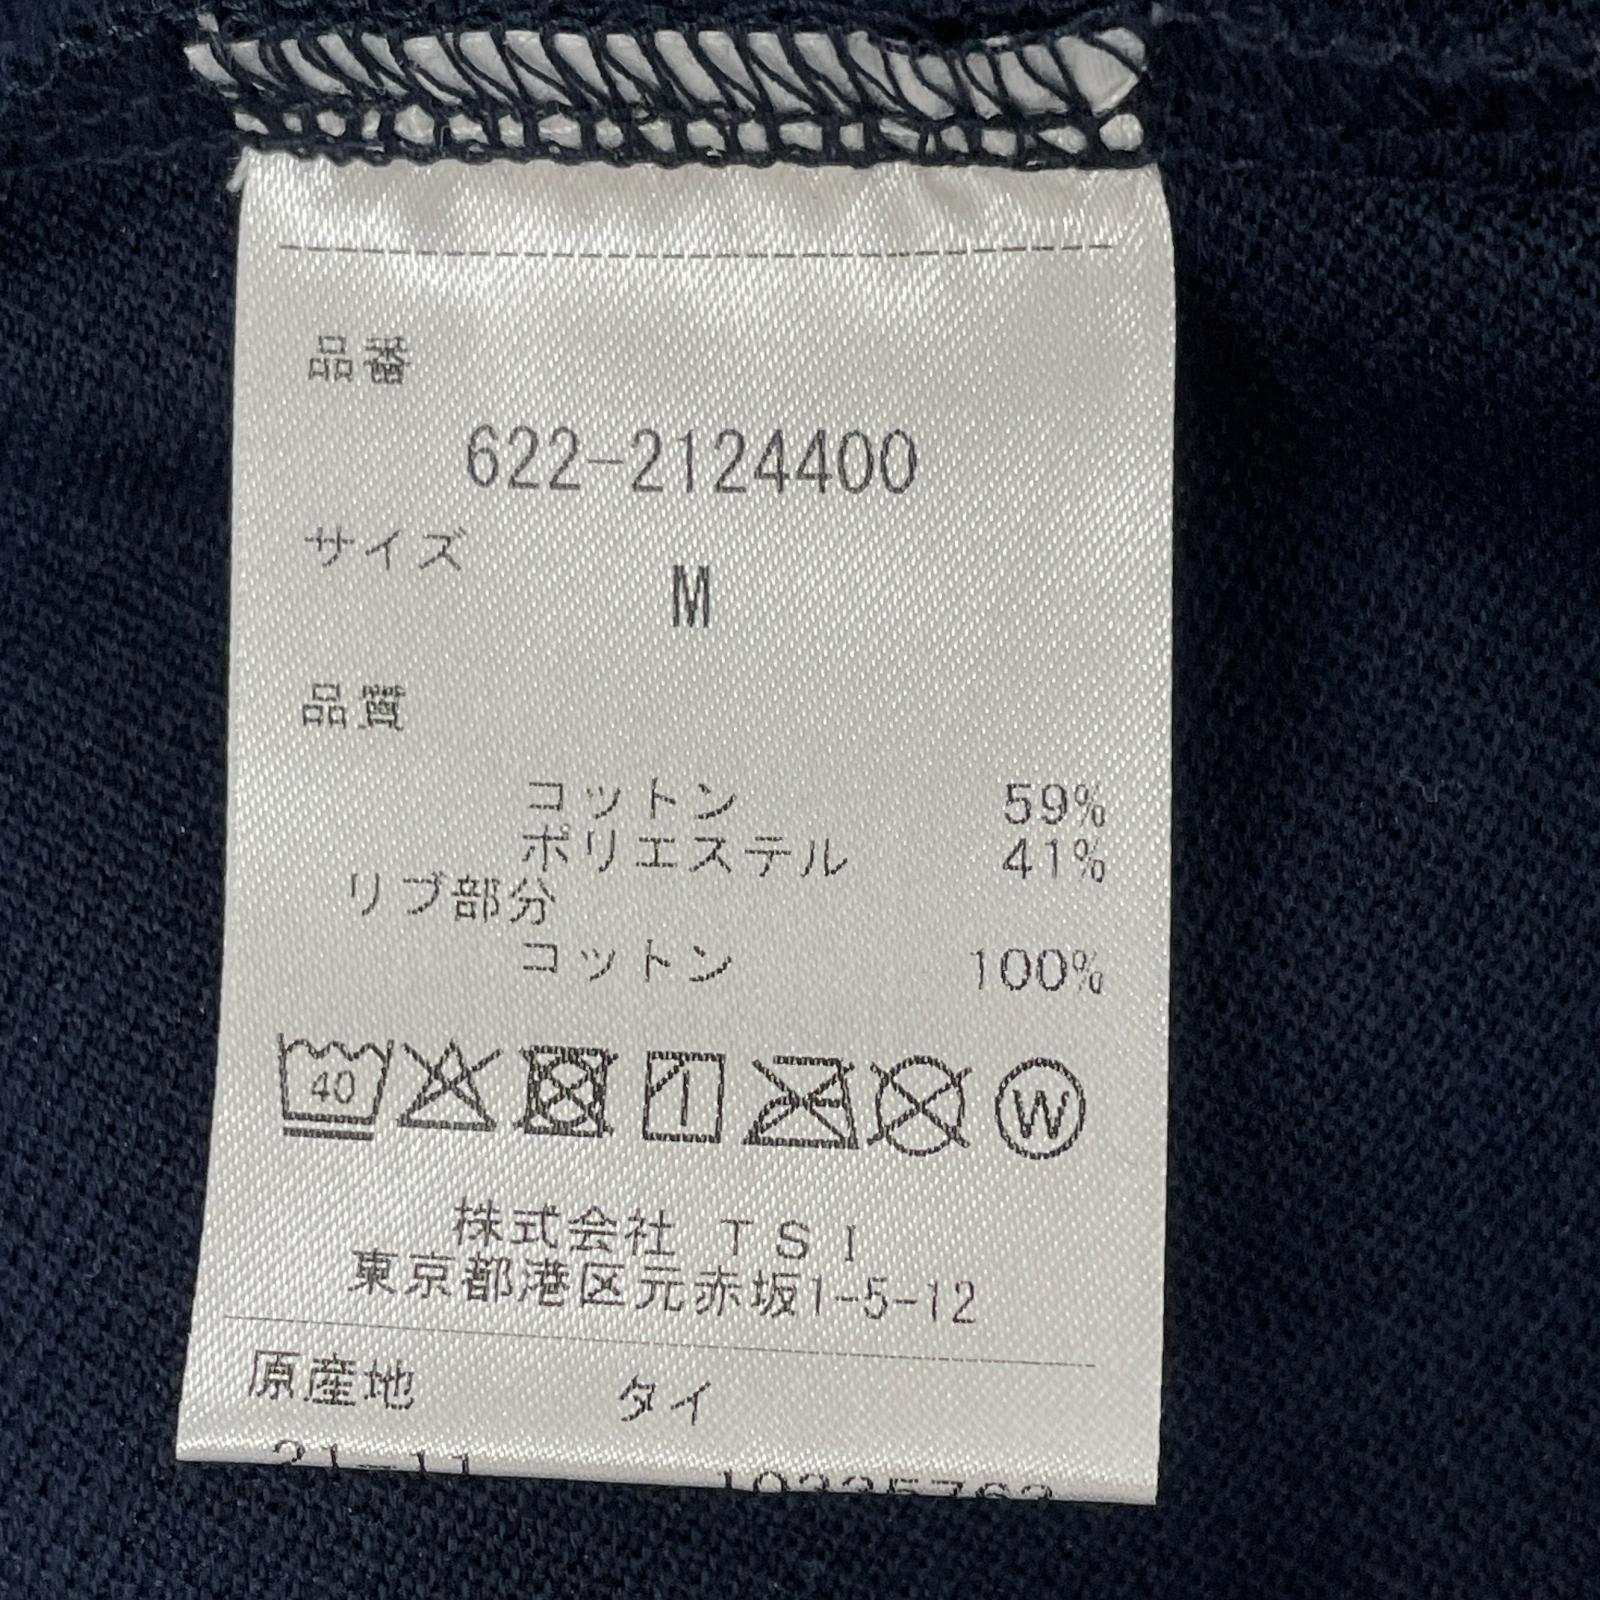 品番
622-2124400
サイズ
M
品質
コットン 59%
ポリエステル 41%
リブ部分
コットン 100%
40 W
株式会社 TSI
東京都港区元赤坂1-5-12
原産地 タイ
21-11